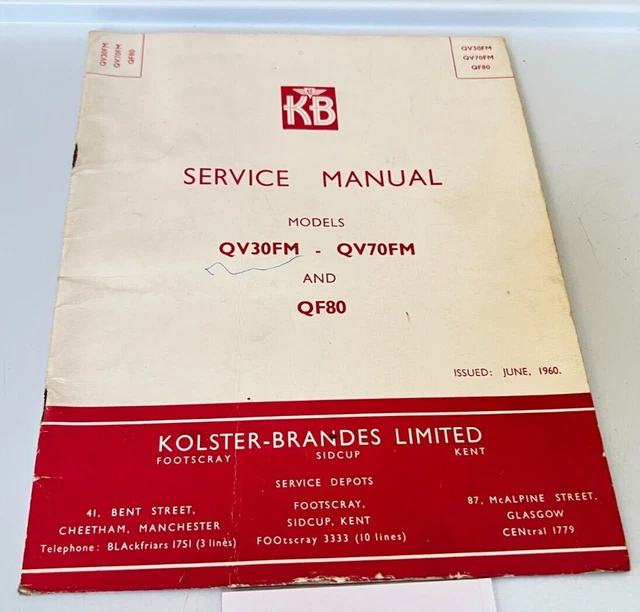 QV30FM
QV70FM
QF80
QV30FM
QV70FM
QF80
KB
SERVICE MANUAL
MODELS
QV30FM - QV70FM
AND
QF80
ISSUED: JUNE, 1960.
KOLSTER-BRANDES LIMITED
FOOTSCRAY SIDCUP KENT
SERVICE DEPOTS
41, BENT STREET,
CHEETHAM, MANCHESTER
Telephone: BLAckfriars 1751 (3 lines)
FOOTSCRAY,
SIDCUP, KENT
FOOtscray 3333 (10 lines)
87, McALPINE STREET,
GLASGOW
CENtral 1779